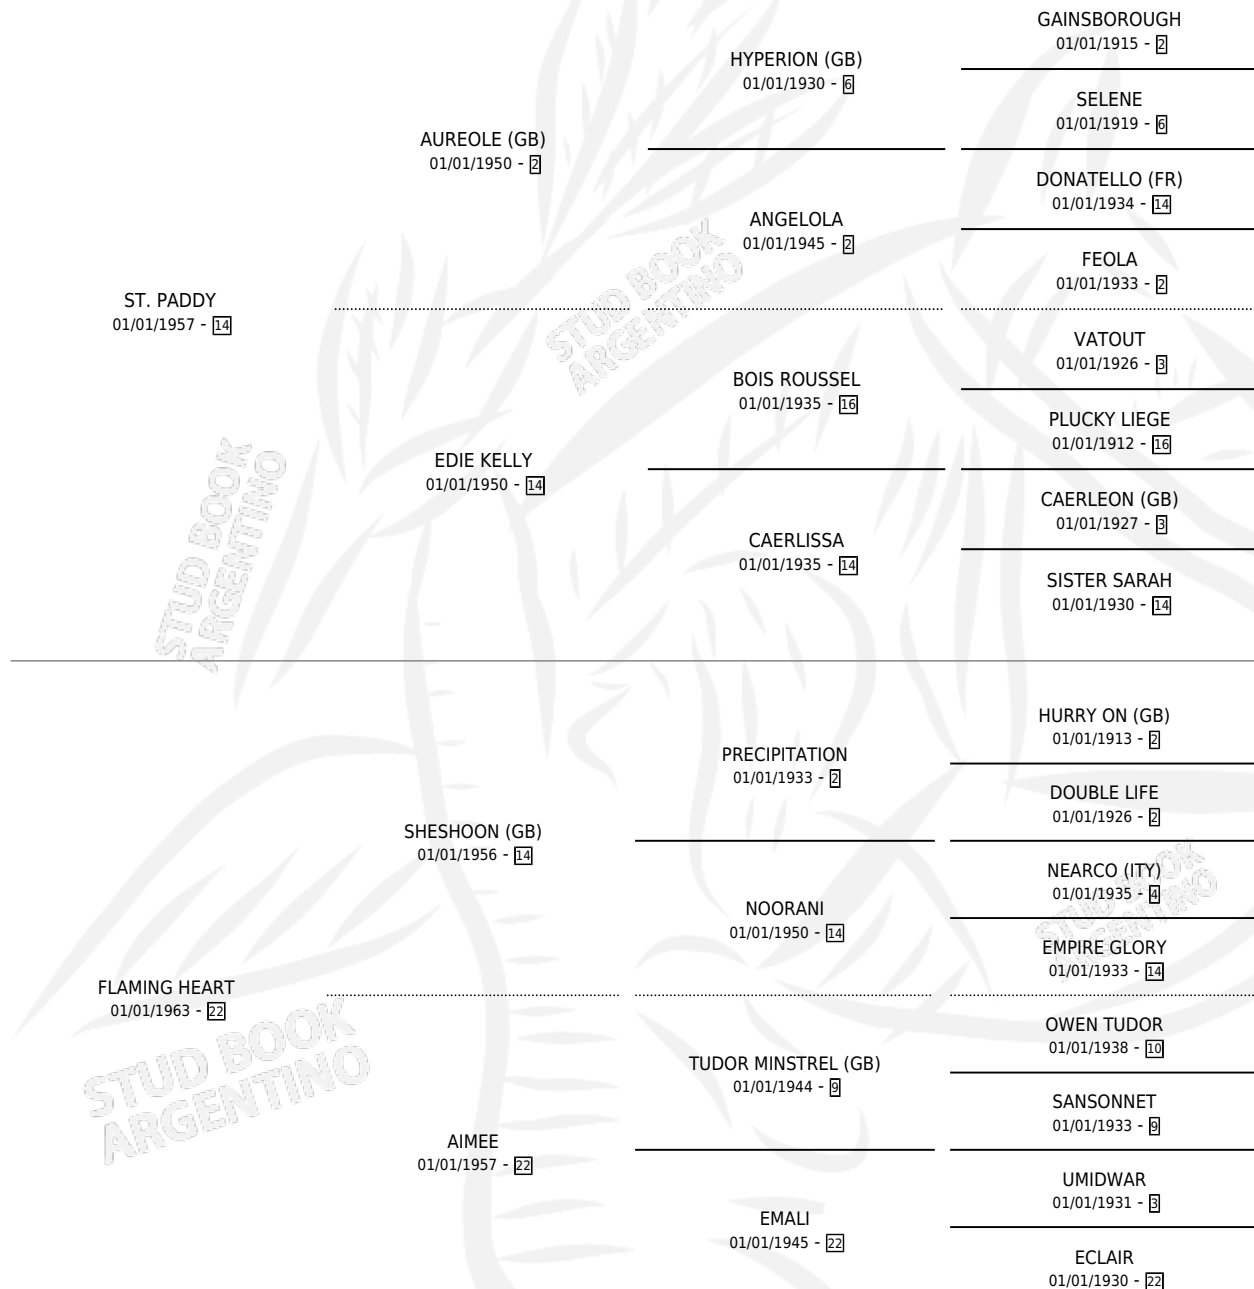 GAINSBOROUGH
01/01/1915 - 2
HYPERION (GB)
01/01/1930 - 6
SELENE
01/01/1919 - 6
AUREOLE (GB)
01/01/1950 - 2
DONATELLO (FR)
01/01/1934 - 14
ANGELOLA
01/01/1945 - 2
FEOLA
01/01/1933 - 2
ST. PADDY
01/01/1957 - 14
VATOUT
01/01/1926 - 3
BOIS ROUSSEL
01/01/1935 - 16
PLUCKY LIEGE
01/01/1912 - 16
EDIE KELLY
01/01/1950 - 14
CAERLEON (GB)
01/01/1927 - 3
CAERLISSA
01/01/1935 - 14
SISTER SARAH
01/01/1930 - 14
HURRY ON (GB)
01/01/1913 - 2
PRECIPITATION
01/01/1933 - 2
DOUBLE LIFE
01/01/1926 - 2
SHESHOON (GB)
01/01/1956 - 14
NEARCO (ITY)
01/01/1935 - 4
NOORANI
01/01/1950 - 14
EMPIRE GLORY
01/01/1933 - 14
FLAMING HEART
01/01/1963 - 22
OWEN TUDOR
01/01/1938 - 10
TUDOR MINSTREL (GB)
01/01/1944 - 9
SANSONNET
01/01/1933 - 9
AIMEE
01/01/1957 - 22
UMIDWAR
01/01/1931 - 3
EMALI
01/01/1945 - 22
ECLAIR
01/01/1930 - 22
STUD BOOK
ARGENTINO
STUD BOOK
ARGENTINO
STUD BOOK
ARGENTINO
STUD BOOK
ARGENTINO